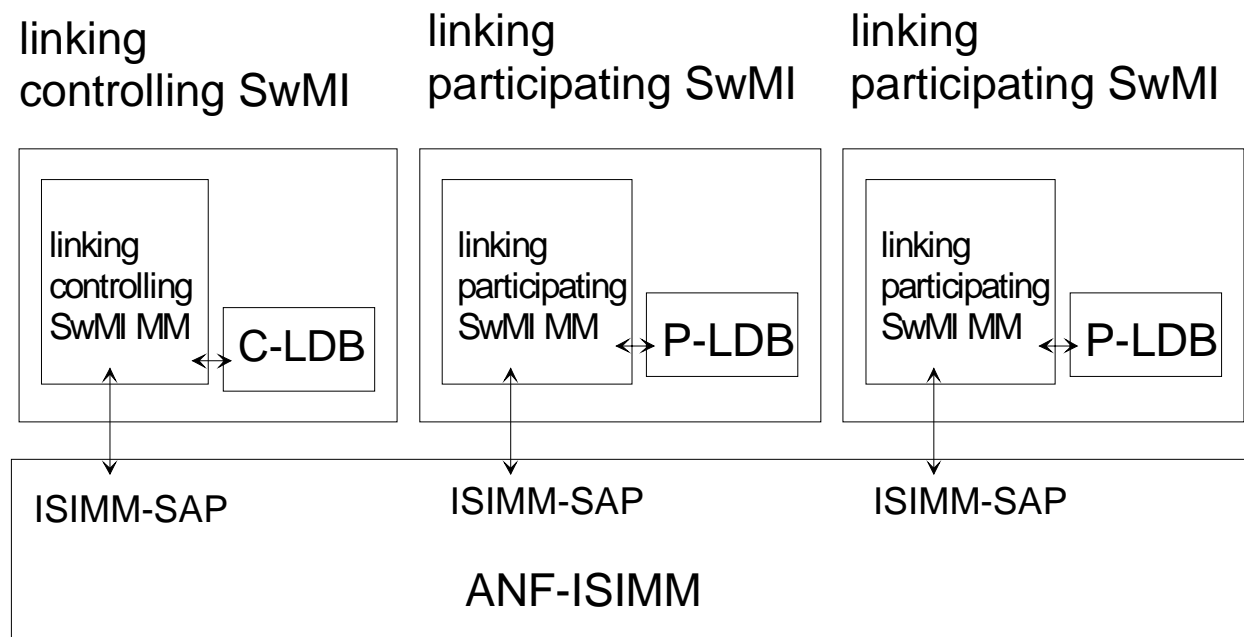 linking
controlling SwMI
linking
participating SwMI
linking
participating SwMI
linking
controlling
SwMI MM
C-LDB
linking
participating
SwMI MM
P-LDB
linking
participating
SwMI MM
P-LDB
ISIMM-SAP
ISIMM-SAP
ISIMM-SAP
ANF-ISIMM